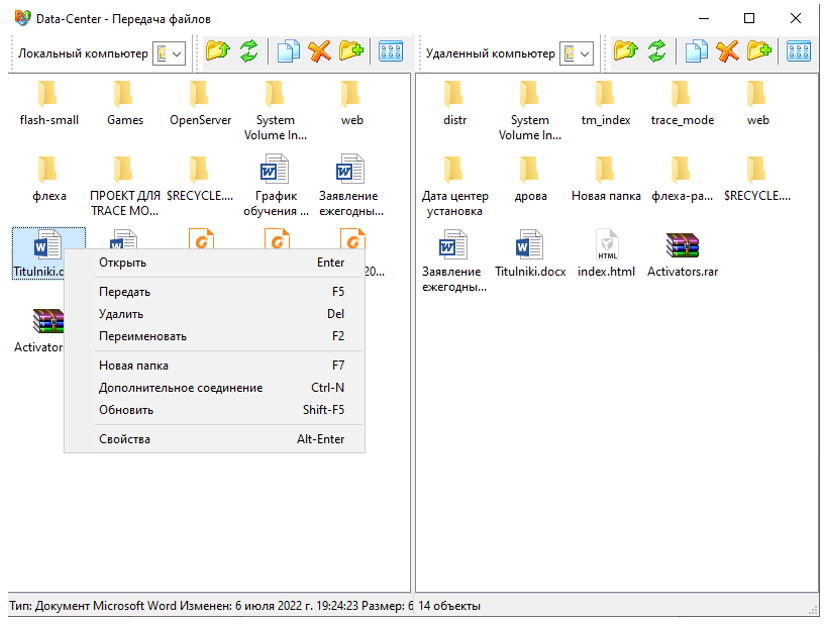 Data-Center - Передача файлов
Локальный компьютер
Удаленный компьютер
flash-small Games OpenServer System Volume In... web
флеха ПРОЕКТ ДЛЯ TRACE MO... $RECYCLE.... График обучения ... Заявление ежегодны...
Titulniki.d 20...
Activators
Открыть Enter
Передать F5
Удалить Del
Переименовать F2
Новая папка F7
Дополнительное соединение Ctrl-N
Обновить Shift-F5
Свойства Alt-Enter
distr System Volume In... tm_index trace_mode web
Дата центер установка дрова Новая папка флеха-ра... $RECYCLE....
Заявление ежегодны... Titulniki.docx index.html Activators.rar
HTML
Тип: Документ Microsoft Word Изменен: 6 июля 2022 г. 19:24:23 Размер: 6 14 объекты